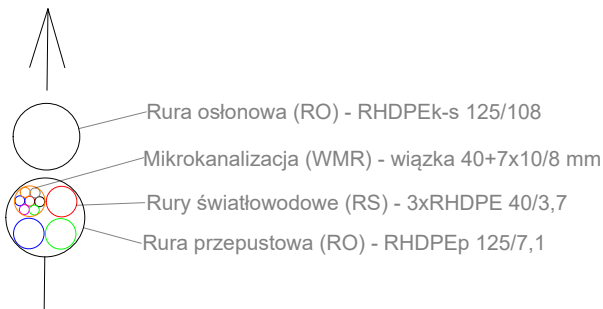 Rura osłonowa (RO) - RHDPEk-s 125/108
Mikrokanalizacja (WMR) - wiązka 40+7x10/8 mm
Rury światłowodowe (RS) - 3xRHDPE 40/3,7
Rura przepustowa (RO) - RHDPEp 125/7,1